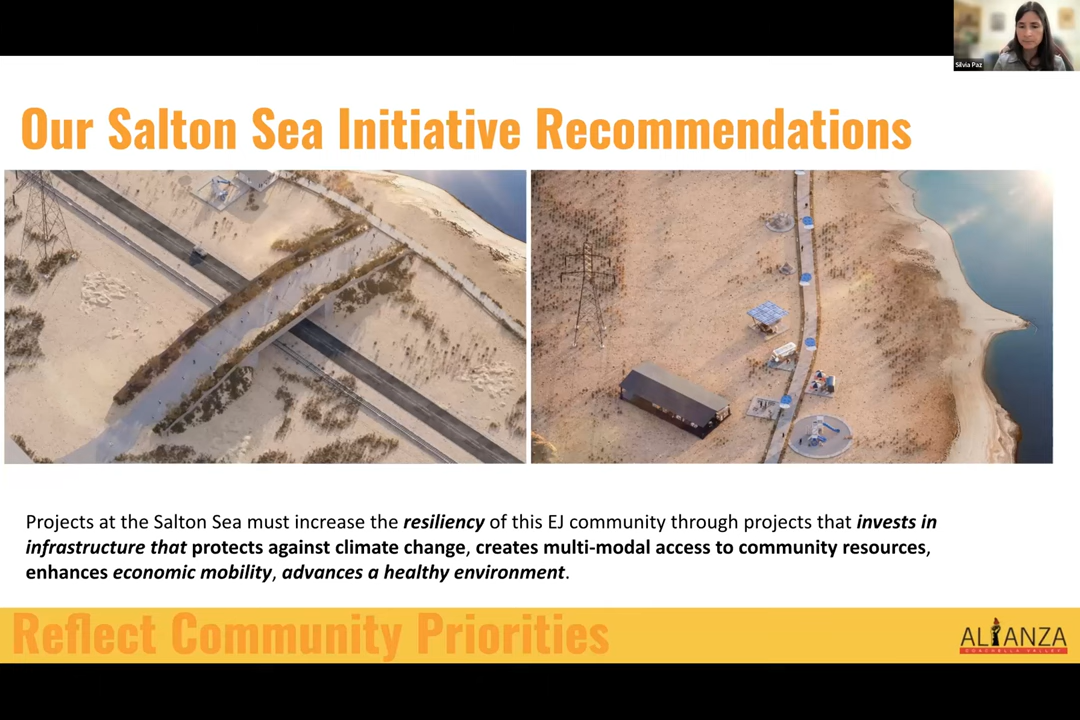 Silvia Paz
Our Salton Sea Initiative Recommendations
Projects at the Salton Sea must increase the resiliency of this EJ community through projects that invests in
infrastructure that protects against climate change, creates multi-modal access to community resources,
enhances economic mobility, advances a healthy environment.
Reflect Community Priorities
ALIANZA
COACHELLA VALLEY